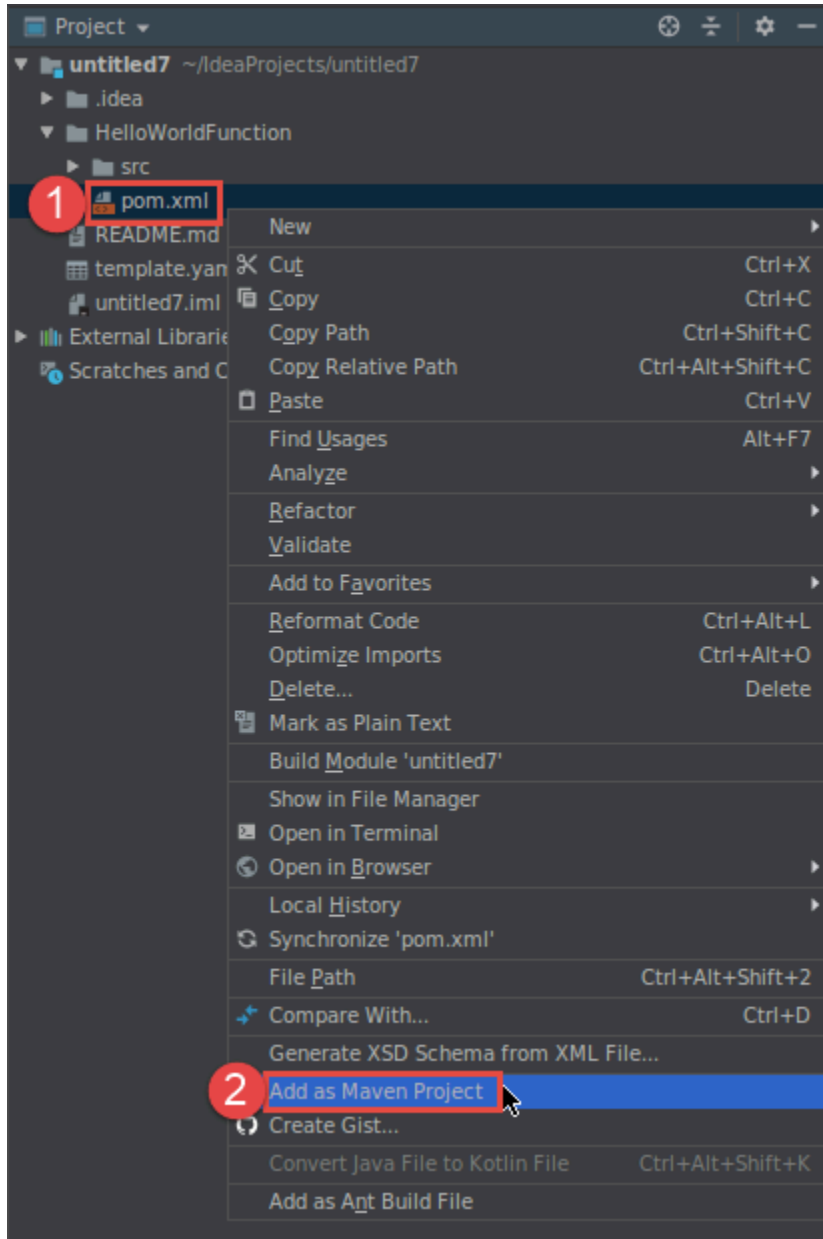 Project
untitled7 ~/IdeaProjects/untitled7
.idea
HelloWorldFunction
src
1 pom.xml
README.md
template.yam
untitled7.iml
External Librarie
Scratches and C
New
Cut Ctrl+X
Copy Ctrl+C
Copy Path Ctrl+Shift+C
Copy Relative Path Ctrl+Alt+Shift+C
Paste Ctrl+V
Find Usages Alt+F7
Analyze
Refactor
Validate
Add to Favorites
Reformat Code Ctrl+Alt+L
Optimize Imports Ctrl+Alt+O
Delete... Delete
Mark as Plain Text
Build Module 'untitled7'
Show in File Manager
Open in Terminal
Open in Browser
Local History
Synchronize 'pom.xml'
File Path Ctrl+Alt+Shift+2
Compare With... Ctrl+D
Generate XSD Schema from XML File...
2 Add as Maven Project
Create Gist...
Convert Java File to Kotlin File Ctrl+Alt+Shift+K
Add as Ant Build File